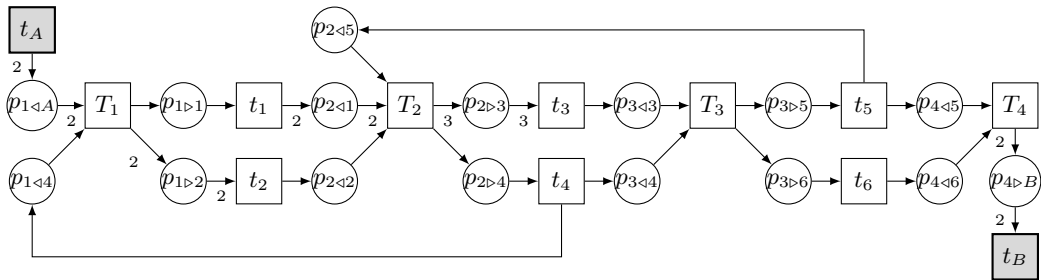 t_A
p_{2◁5}
2
p_{1◁A} 2 T_1 p_{1▷1} t_1 2 p_{2◁1} 2 T_2 3 p_{2▷3} 3 t_3 p_{3◁3} T_3 p_{3▷5} t_5 p_{4◁5} T_4
2 2
p_{1◁4} p_{1▷2} 2 t_2 p_{2◁2} p_{2▷4} t_4 p_{3◁4} p_{3▷6} t_6 p_{4◁6} p_{4▷B}
2
t_B